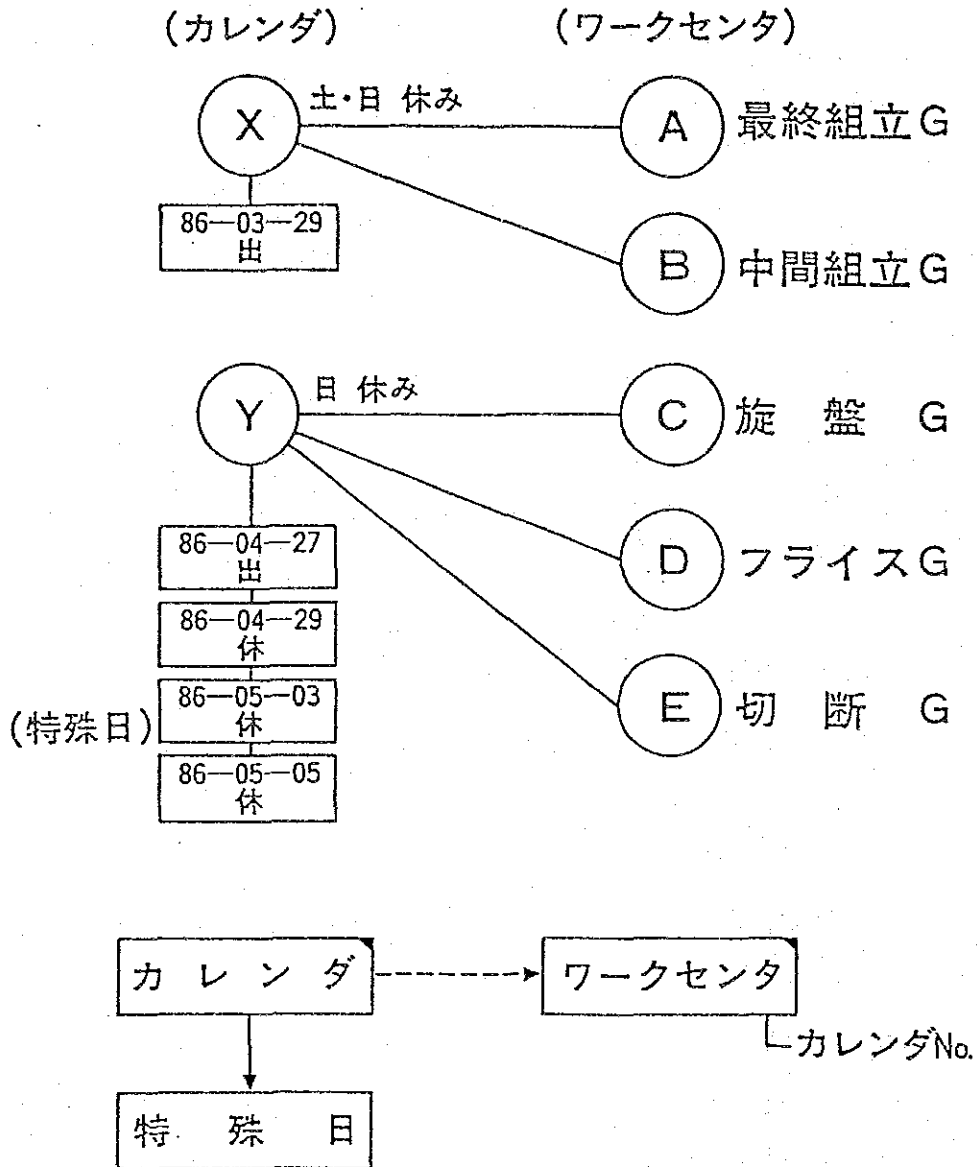 (カレンダ) (ワークセンタ)
X 土・日 休み A 最終組立G
86—03—29
出
B 中間組立G
Y 日 休み C 旋 盤 G
86—04—27
出
D フライスG
86—04—29
休
(特殊日)
86—05—03
休
E 切 断 G
86—05—05
休
カレンダ ワークセンタ
カレンダNo.
特 殊 日